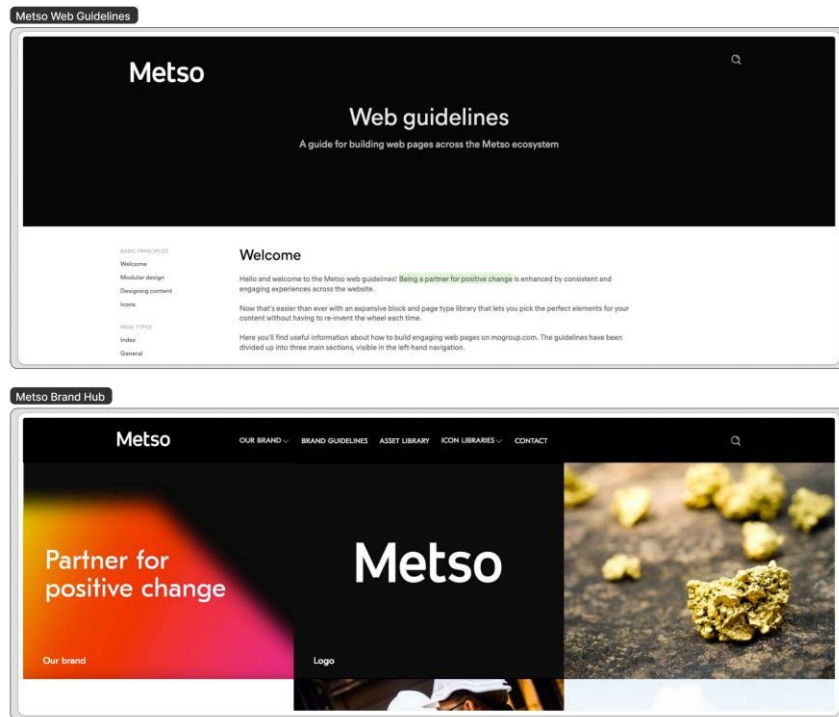 Metso Web Guidelines
Metso
Web guidelines
A guide for building web pages across the Metso ecosystem
BASIC PRINCIPLES
Welcome
Modular design
Designing content
Icons
PAGE TYPES
Index
General
Welcome
Hello and welcome to the Metso web guidelines! Being a partner for positive change is enhanced by consistent and
engaging experiences across the website.
Now that's easier than ever with an expansive block and page type library that lets you pick the perfect elements for your
content without having to re-invent the wheel each time.
Here you'll find useful information about how to build engaging web pages on mogroup.com. The guidelines have been
divided up into three main sections, visible in the left-hand navigation.
Metso Brand Hub
Metso
OUR BRAND BRAND GUIDELINES ASSET LIBRARY ICON LIBRARIES CONTACT
Partner for
positive change
Our brand
Metso
Logo